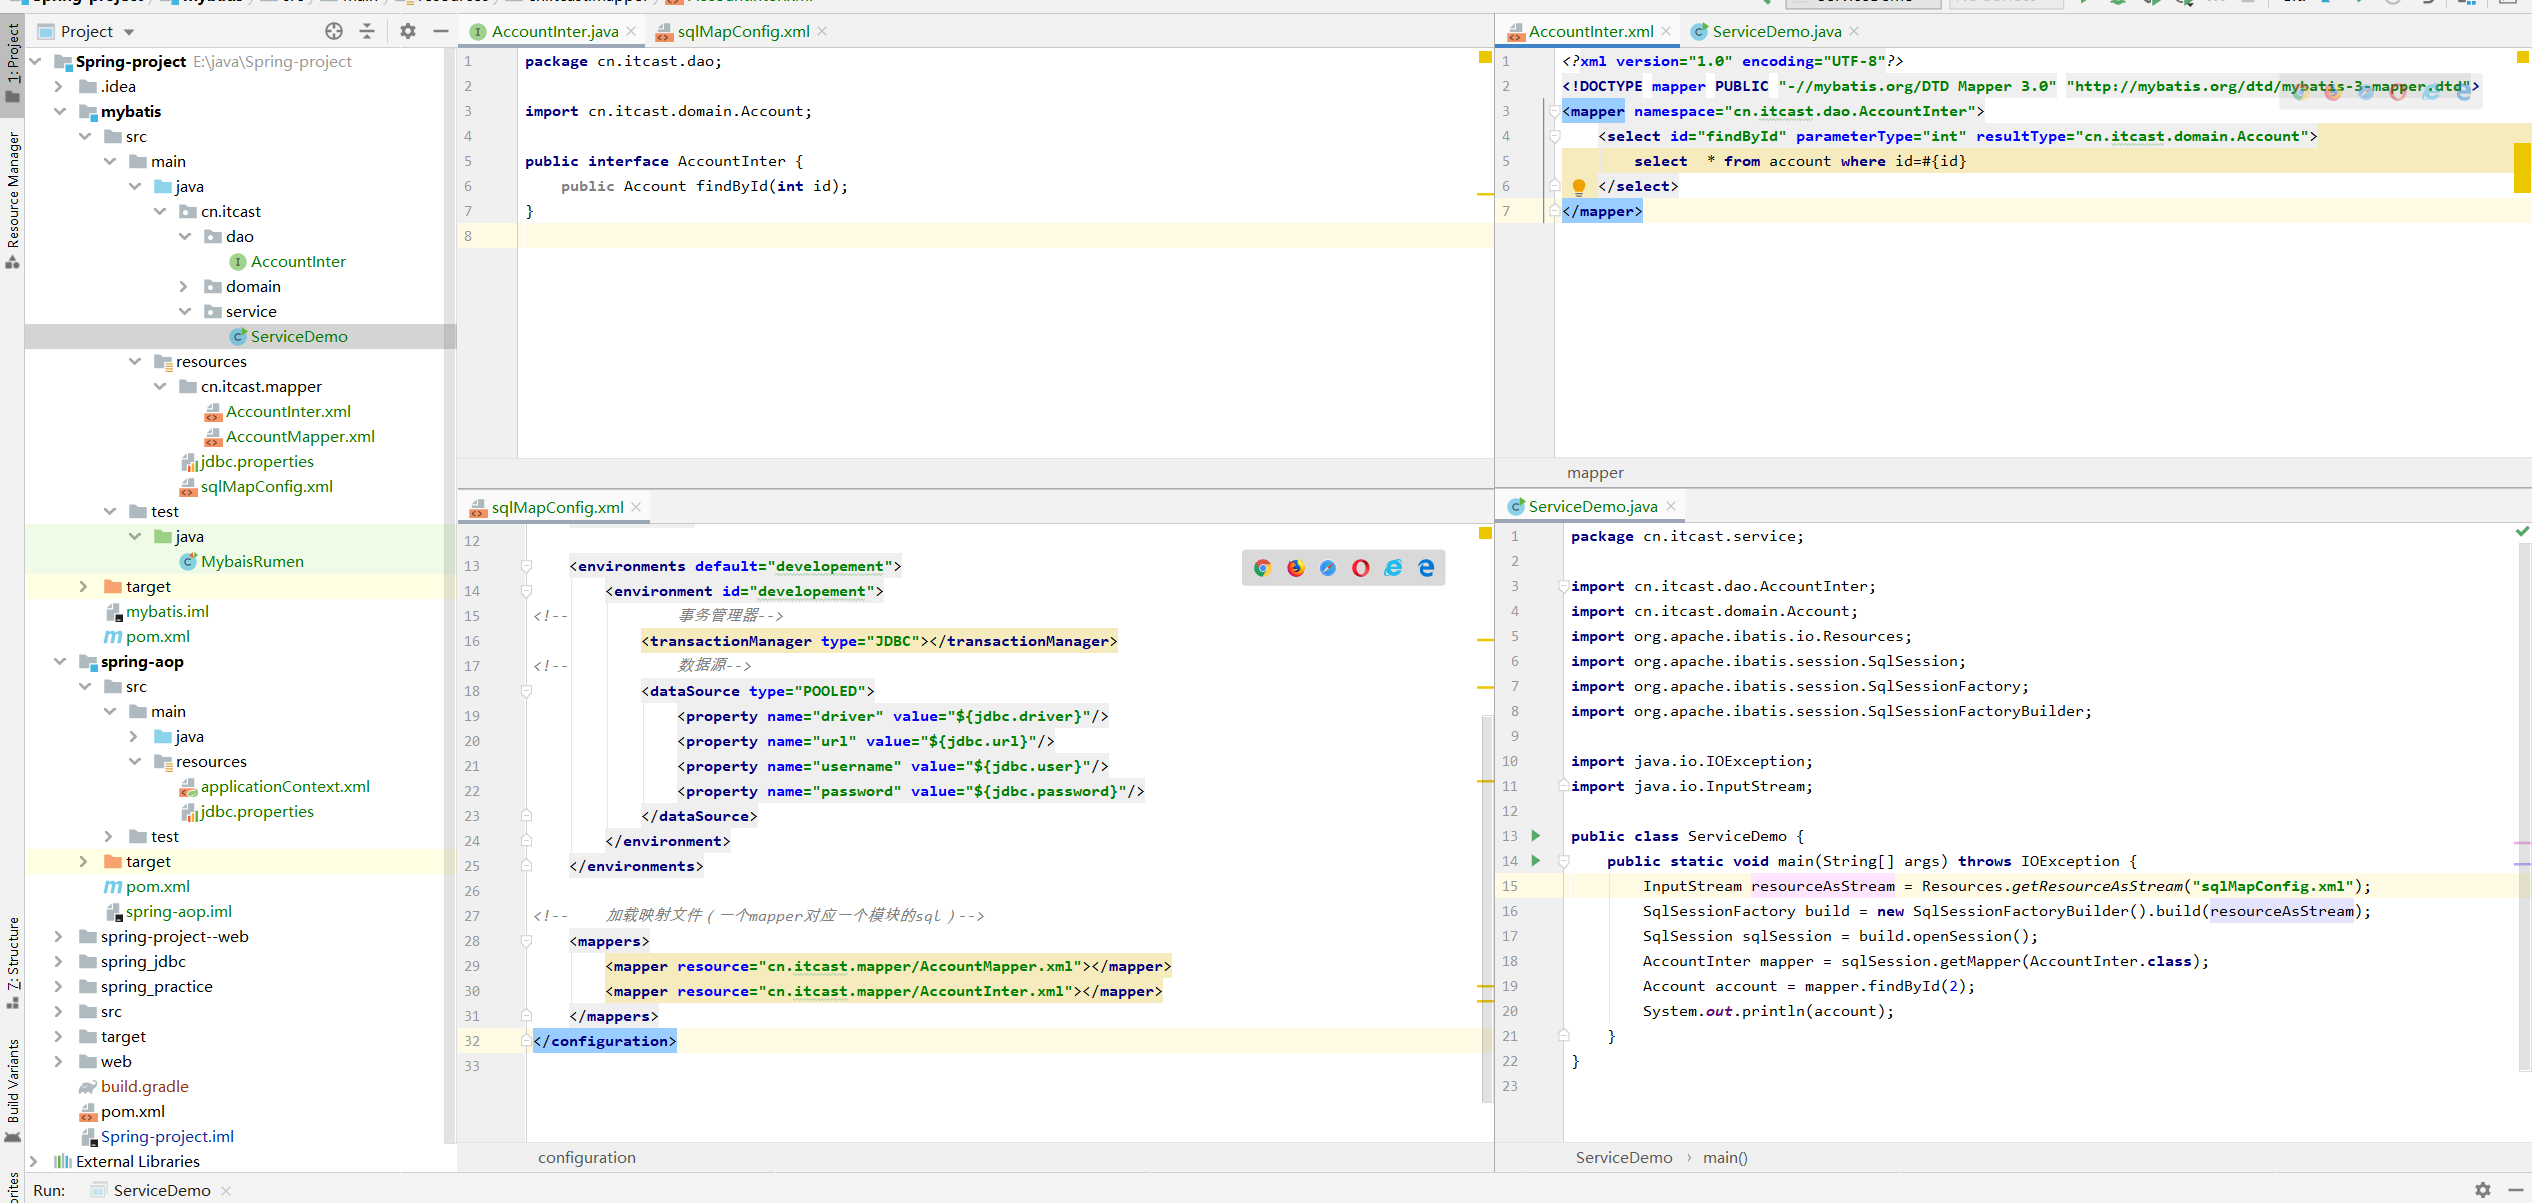 Project
Spring-project E:\java\Spring-project
.idea
mybatis
src
main
java
cn.itcast
dao
AccountInter
domain
service
ServiceDemo
resources
cn.itcast.mapper
AccountInter.xml
AccountMapper.xml
jdbc.properties
sqlMapConfig.xml
test
java
MybaisRumen
target
mybatis.iml
pom.xml
spring-aop
src
main
java
resources
applicationContext.xml
jdbc.properties
test
target
pom.xml
spring-aop.iml
spring-project--web
spring_jdbc
spring_practice
src
target
web
build.gradle
pom.xml
Spring-project.iml
External Libraries
1: Project
Resource Manager
Z: Structure
Build Variants
AccountInter.java
sqlMapConfig.xml
1 package cn.itcast.dao;
2
3 import cn.itcast.domain.Account;
4
5 public interface AccountInter {
6 public Account findById(int id);
7 }
8
AccountInter.xml
ServiceDemo.java
1 <?xml version="1.0" encoding="UTF-8"?>
2 <!DOCTYPE mapper PUBLIC "-//mybatis.org/DTD Mapper 3.0" "http://mybatis.org/dtd/mybatis-3-mapper.dtd">
3 <mapper namespace="cn.itcast.dao.AccountInter">
4 <select id="findById" parameterType="int" resultType="cn.itcast.domain.Account">
5 select * from account where id=#{id}
6 </select>
7 </mapper>
mapper
sqlMapConfig.xml
12
13 <environments default="developement">
14 <environment id="developement">
15 <!-- 事务管理器-->
16 <transactionManager type="JDBC"></transactionManager>
17 <!-- 数据源-->
18 <dataSource type="POOLED">
19 <property name="driver" value="${jdbc.driver}"/>
20 <property name="url" value="${jdbc.url}"/>
21 <property name="username" value="${jdbc.user}"/>
22 <property name="password" value="${jdbc.password}"/>
23 </dataSource>
24 </environment>
25 </environments>
26
27 <!-- 加载映射文件（一个mapper对应一个模块的sql）-->
28 <mappers>
29 <mapper resource="cn.itcast.mapper/AccountMapper.xml"></mapper>
30 <mapper resource="cn.itcast.mapper/AccountInter.xml"></mapper>
31 </mappers>
32 </configuration>
33
configuration
ServiceDemo.java
1 package cn.itcast.service;
2
3 import cn.itcast.dao.AccountInter;
4 import cn.itcast.domain.Account;
5 import org.apache.ibatis.io.Resources;
6 import org.apache.ibatis.session.SqlSession;
7 import org.apache.ibatis.session.SqlSessionFactory;
8 import org.apache.ibatis.session.SqlSessionFactoryBuilder;
9
10 import java.io.IOException;
11 import java.io.InputStream;
12
13 public class ServiceDemo {
14 public static void main(String[] args) throws IOException {
15 InputStream resourceAsStream = Resources.getResourceAsStream("sqlMapConfig.xml");
16 SqlSessionFactory build = new SqlSessionFactoryBuilder().build(resourceAsStream);
17 SqlSession sqlSession = build.openSession();
18 AccountInter mapper = sqlSession.getMapper(AccountInter.class);
19 Account account = mapper.findById(2);
20 System.out.println(account);
21 }
22 }
23
ServiceDemo › main()
Run: ServiceDemo